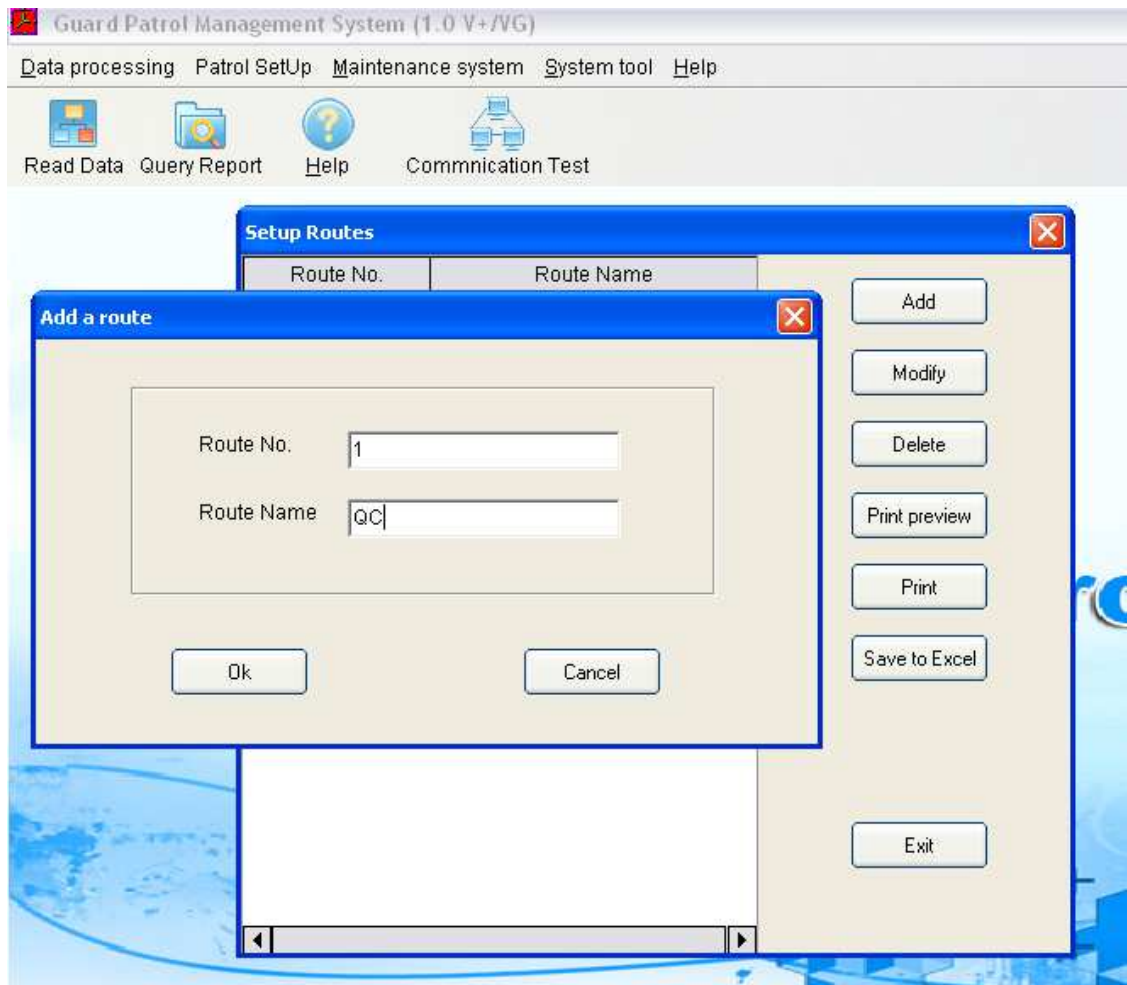 Guard Patrol Management System (1.0 V+/VG)
Data processing Patrol SetUp Maintenance system System tool Help
Read Data Query Report Help Commnication Test
Setup Routes
Route No. Route Name
Add a route
Route No. 1
Route Name QC
Ok Cancel
Add
Modify
Delete
Print preview
Print
Save to Excel
Exit